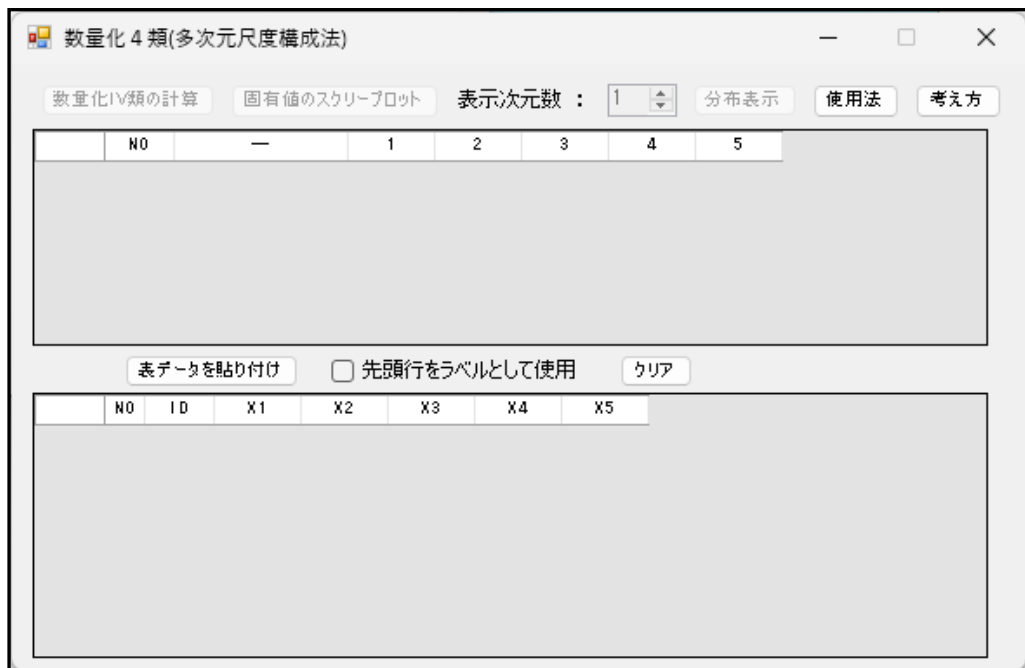 数量化４類(多次元尺度構成法)
数量化IV類の計算 固有値のスクリープロット 表示次元数 ： 1 分布表示 使用法 考え方
NO — 1 2 3 4 5
表データを貼り付け 先頭行をラベルとして使用 クリア
NO ID X1 X2 X3 X4 X5